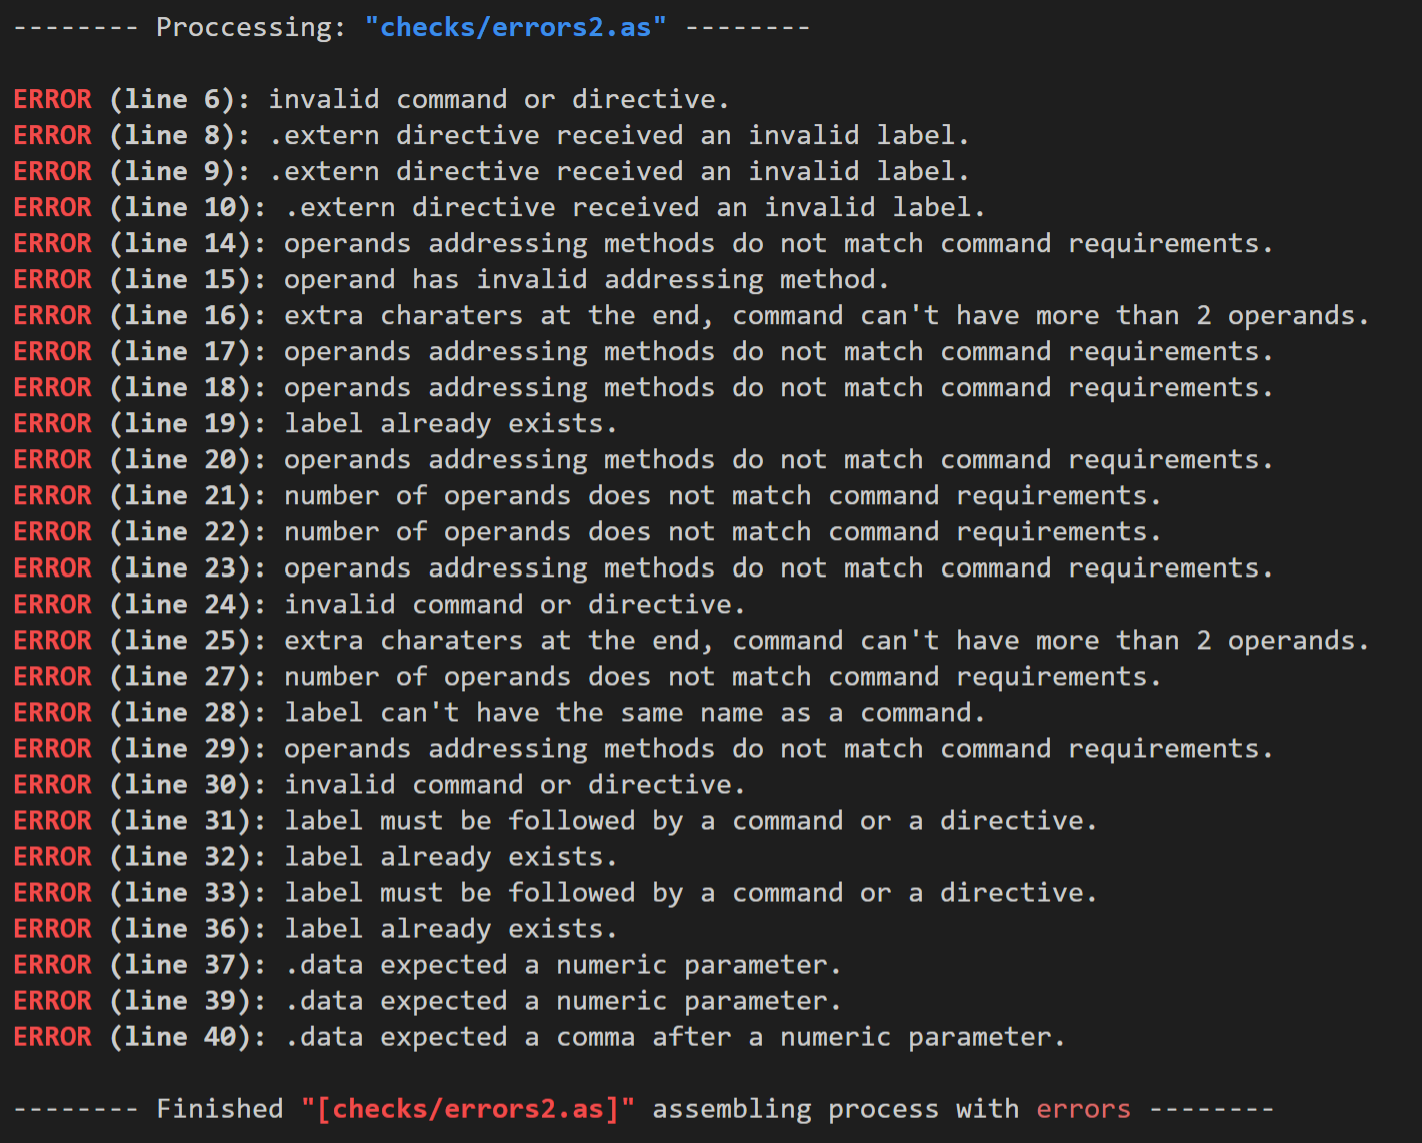 -------- Proccessing: "checks/errors2.as" --------
ERROR (line 6): invalid command or directive.
ERROR (line 8): .extern directive received an invalid label.
ERROR (line 9): .extern directive received an invalid label.
ERROR (line 10): .extern directive received an invalid label.
ERROR (line 14): operands addressing methods do not match command requirements.
ERROR (line 15): operand has invalid addressing method.
ERROR (line 16): extra charaters at the end, command can't have more than 2 operands.
ERROR (line 17): operands addressing methods do not match command requirements.
ERROR (line 18): operands addressing methods do not match command requirements.
ERROR (line 19): label already exists.
ERROR (line 20): operands addressing methods do not match command requirements.
ERROR (line 21): number of operands does not match command requirements.
ERROR (line 22): number of operands does not match command requirements.
ERROR (line 23): operands addressing methods do not match command requirements.
ERROR (line 24): invalid command or directive.
ERROR (line 25): extra charaters at the end, command can't have more than 2 operands.
ERROR (line 27): number of operands does not match command requirements.
ERROR (line 28): label can't have the same name as a command.
ERROR (line 29): operands addressing methods do not match command requirements.
ERROR (line 30): invalid command or directive.
ERROR (line 31): label must be followed by a command or a directive.
ERROR (line 32): label already exists.
ERROR (line 33): label must be followed by a command or a directive.
ERROR (line 36): label already exists.
ERROR (line 37): .data expected a numeric parameter.
ERROR (line 39): .data expected a numeric parameter.
ERROR (line 40): .data expected a comma after a numeric parameter.
-------- Finished "[checks/errors2.as]" assembling process with errors --------